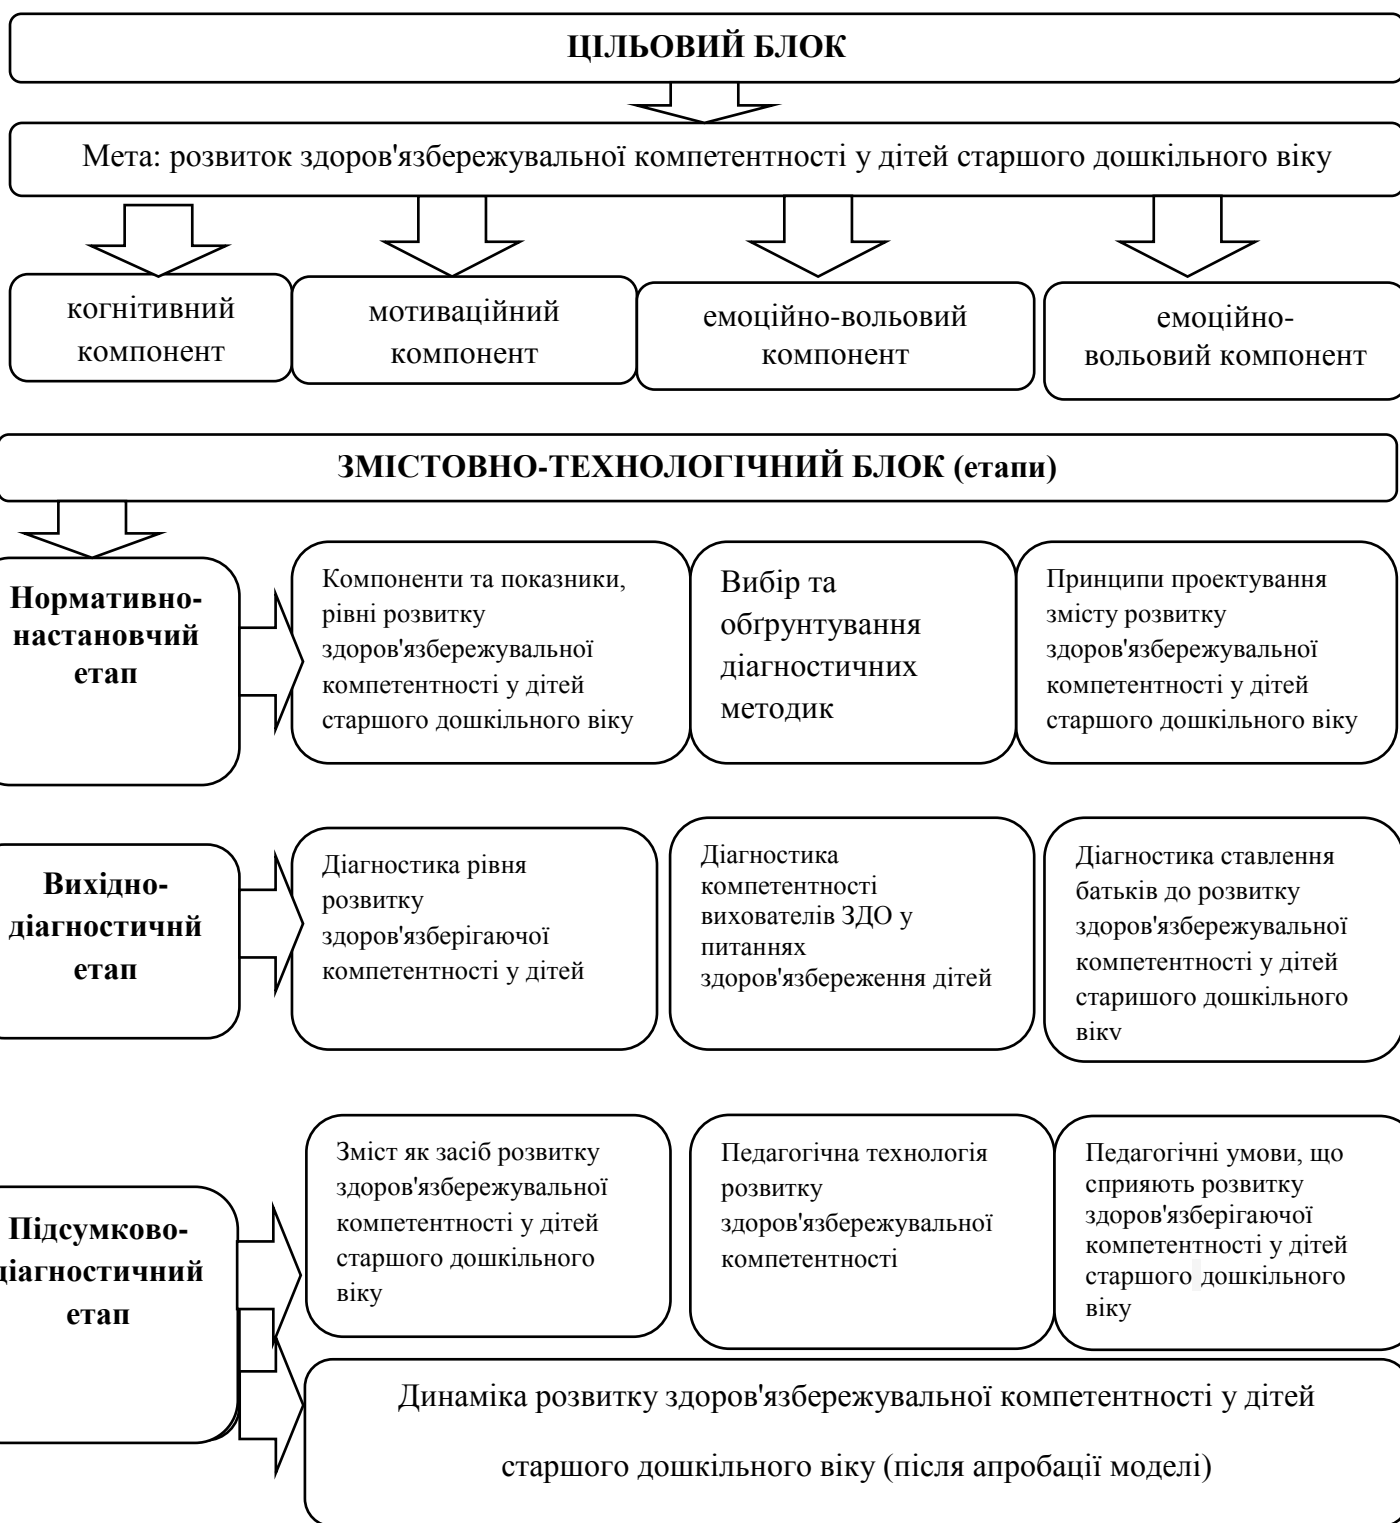 ЦІЛЬОВИЙ БЛОК
Мета: розвиток здоров'язбережувальної компетентності у дітей старшого дошкільного віку
когнітивний
компонент
мотиваційний
компонент
емоційно-вольовий
компонент
емоційно-
вольовий компонент
ЗМІСТОВНО-ТЕХНОЛОГІЧНИЙ БЛОК (етапи)
Нормативно-
настановчий
етап
Компоненти та показники,
рівні розвитку
здоров'язбережувальної
компетентності у дітей
старшого дошкільного віку
Вибір та
обґрунтування
діагностичних
методик
Принципи проектування
змісту розвитку
здоров'язбережувальної
компетентності у дітей
старшого дошкільного віку
Вихідно-
діагностичнй
етап
Діагностика рівня
розвитку
здоров'язберігаючої
компетентності у дітей
Діагностика
компетентності
вихователів ЗДО у
питаннях
здоров'язбереження дітей
Діагностика ставлення
батьків до розвитку
здоров'язбережувальної
компетентності у дітей
старишого дошкільного
віку
Підсумково-
діагностичний
етап
Зміст як засіб розвитку
здоров'язбережувальної
компетентності у дітей
старшого дошкільного
віку
Педагогічна технологія
розвитку
здоров'язбережувальної
компетентності
Педагогічні умови, що
сприяють розвитку
здоров'язберігаючої
компетентності у дітей
старшого дошкільного
віку
Динаміка розвитку здоров'язбережувальної компетентності у дітей
старшого дошкільного віку (після апробації моделі)